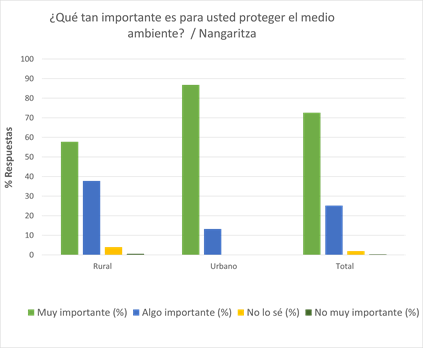 ¿Qué tan importante es para usted proteger el medio
ambiente? / Nangaritza
% Respuestas
100
90
80
70
60
50
40
30
20
10
0
Rural Urbano Total
Muy importante (%) Algo importante (%) No lo sé (%) No muy importante (%)